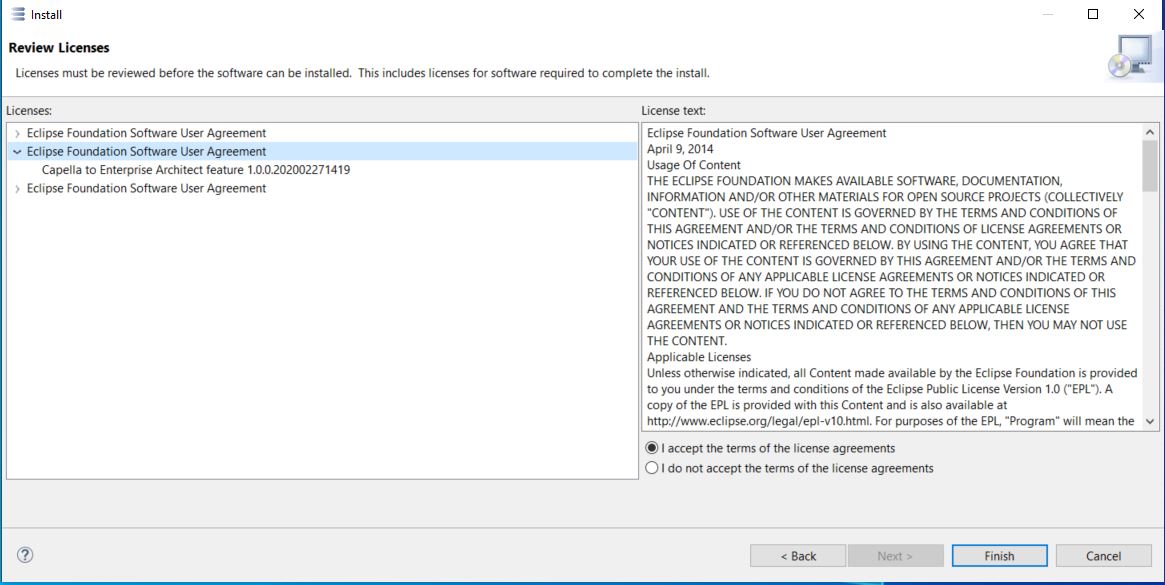 Install
Review Licenses
Licenses must be reviewed before the software can be installed.  This includes licenses for software required to complete the install.
Licenses:
Eclipse Foundation Software User Agreement
Eclipse Foundation Software User Agreement
Capella to Enterprise Architect feature 1.0.0.202002271419
Eclipse Foundation Software User Agreement
License text:
Eclipse Foundation Software User Agreement
April 9, 2014
Usage Of Content
THE ECLIPSE FOUNDATION MAKES AVAILABLE SOFTWARE, DOCUMENTATION,
INFORMATION AND/OR OTHER MATERIALS FOR OPEN SOURCE PROJECTS (COLLECTIVELY
"CONTENT"). USE OF THE CONTENT IS GOVERNED BY THE TERMS AND CONDITIONS OF
THIS AGREEMENT AND/OR THE TERMS AND CONDITIONS OF LICENSE AGREEMENTS OR
NOTICES INDICATED OR REFERENCED BELOW. BY USING THE CONTENT, YOU AGREE THAT
YOUR USE OF THE CONTENT IS GOVERNED BY THIS AGREEMENT AND/OR THE TERMS AND
CONDITIONS OF ANY APPLICABLE LICENSE AGREEMENTS OR NOTICES INDICATED OR
REFERENCED BELOW. IF YOU DO NOT AGREE TO THE TERMS AND CONDITIONS OF THIS
AGREEMENT AND THE TERMS AND CONDITIONS OF ANY APPLICABLE LICENSE
AGREEMENTS OR NOTICES INDICATED OR REFERENCED BELOW, THEN YOU MAY NOT USE
THE CONTENT.
Applicable Licenses
Unless otherwise indicated, all Content made available by the Eclipse Foundation is provided
to you under the terms and conditions of the Eclipse Public License Version 1.0 ("EPL"). A
copy of the EPL is provided with this Content and is also available at
http://www.eclipse.org/legal/epl-v10.html. For purposes of the EPL, "Program" will mean the
I accept the terms of the license agreements
I do not accept the terms of the license agreements
?
< Back
Next >
Finish
Cancel